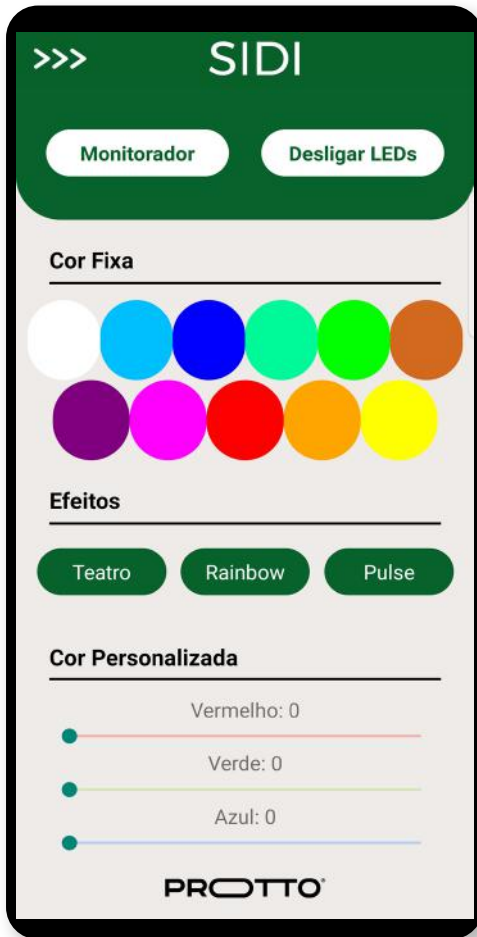 >>> SIDI
Monitorador Desligar LEDs
Cor Fixa
Efeitos
Teatro Rainbow Pulse
Cor Personalizada
Vermelho: 0
Verde: 0
Azul: 0
PROTTO